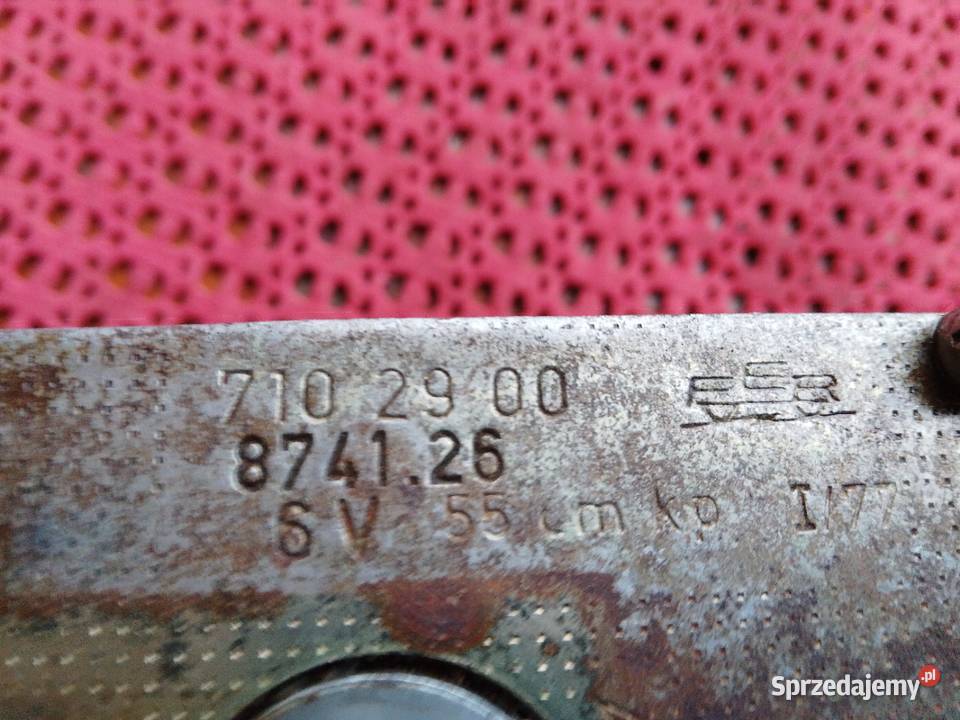 710 29 00
8741.26
6 V 55 cm kp I/77
Sprzedajemy.pl